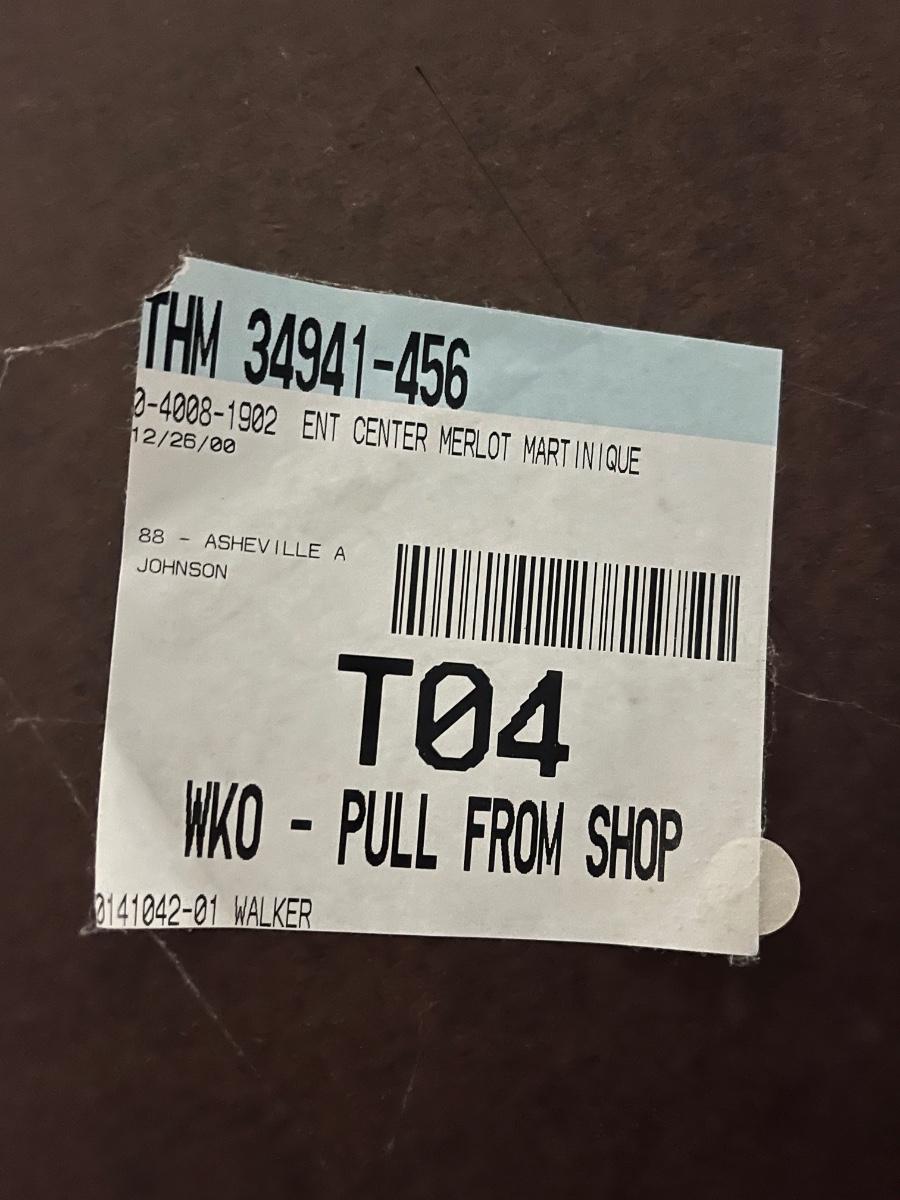 THM 34941-456
0-4008-1902 ENT CENTER MERLOT MARTINIQUE
12/26/00
88 - ASHEVILLE A
JOHNSON
T04
WKO - PULL FROM SHOP
0141042-01 WALKER